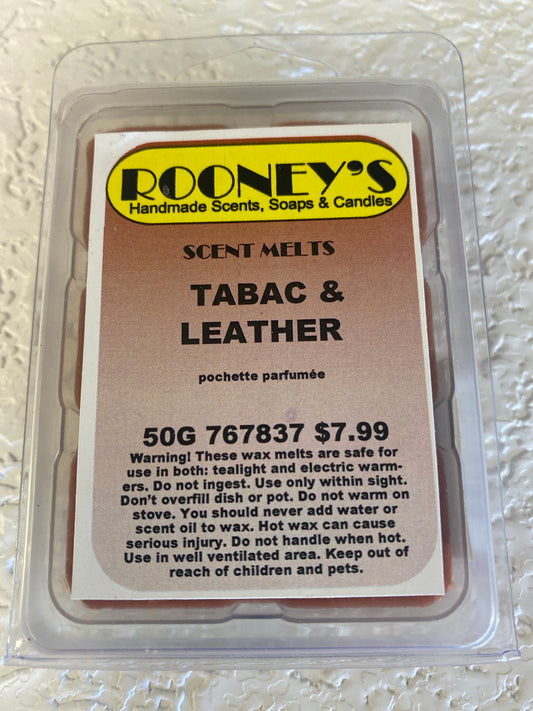 ROONEY'S
Handmade Scents, Soaps & Candles
SCENT MELTS
TABAC &
LEATHER
pochette parfumée
50G 767837 $7.99
Warning! These wax melts are safe for
use in both: tealight and electric warm-
ers. Do not ingest. Use only within sight.
Don't overfill dish or pot. Do not warm on
stove. You should never add water or
scent oil to wax. Hot wax can cause
serious injury. Do not handle when hot.
Use in well ventilated area. Keep out of
reach of children and pets.